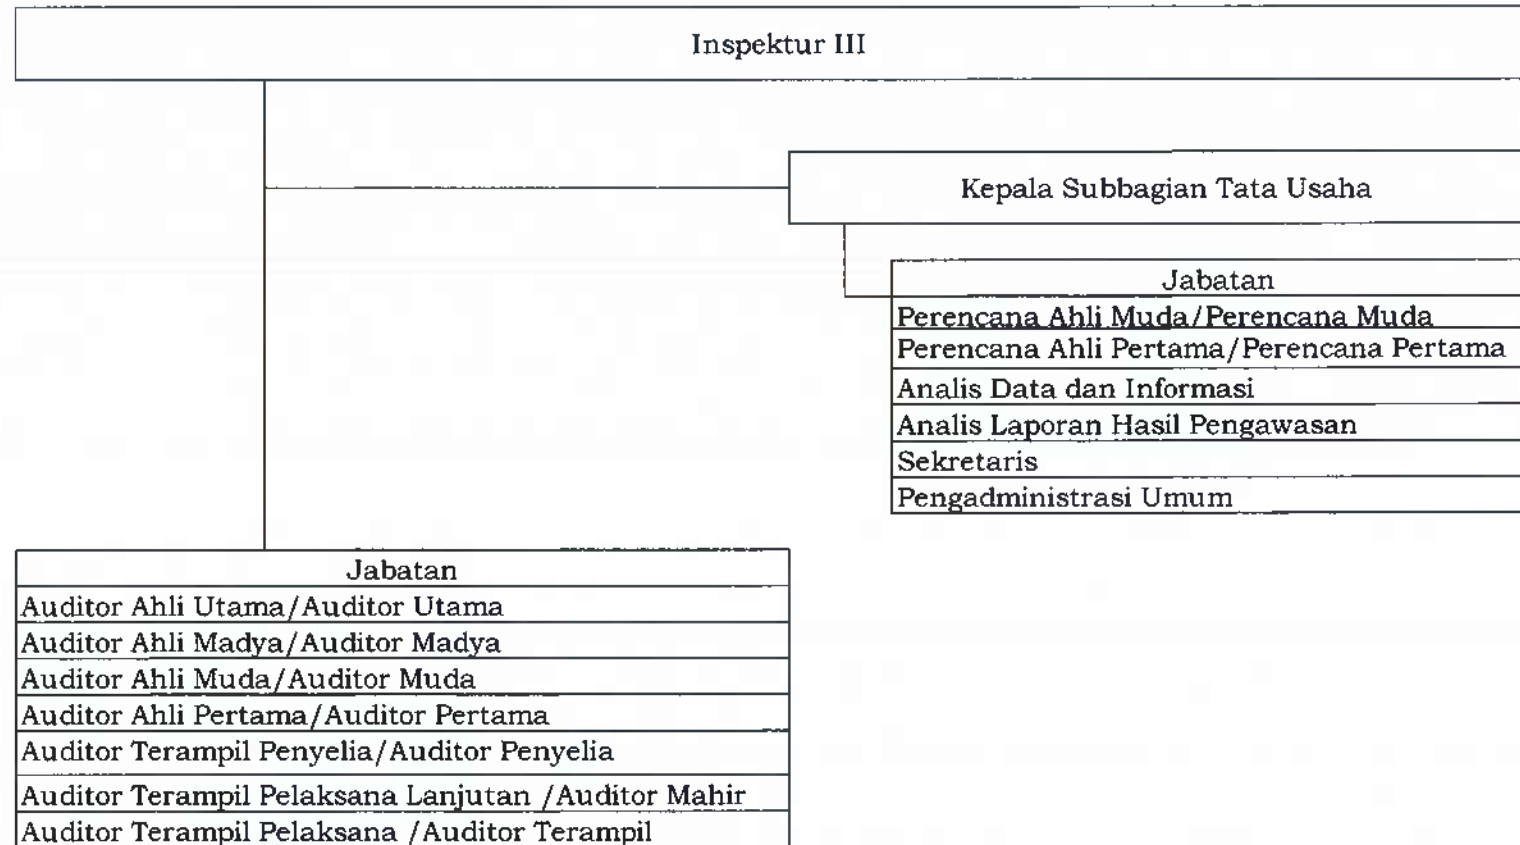 Inspektur III
Kepala Subbagian Tata Usaha
Jabatan
Perencana Ahli Muda/Perencana Muda
Perencana Ahli Pertama/Perencana Pertama
Analis Data dan Informasi
Analis Laporan Hasil Pengawasan
Sekretaris
Pengadministrasi Umum
Jabatan
Auditor Ahli Utama/Auditor Utama
Auditor Ahli Madya/Auditor Madya
Auditor Ahli Muda/Auditor Muda
Auditor Ahli Pertama/Auditor Pertama
Auditor Terampil Penyelia/Auditor Penyelia
Auditor Terampil Pelaksana Lanjutan /Auditor Mahir
Auditor Terampil Pelaksana /Auditor Terampil